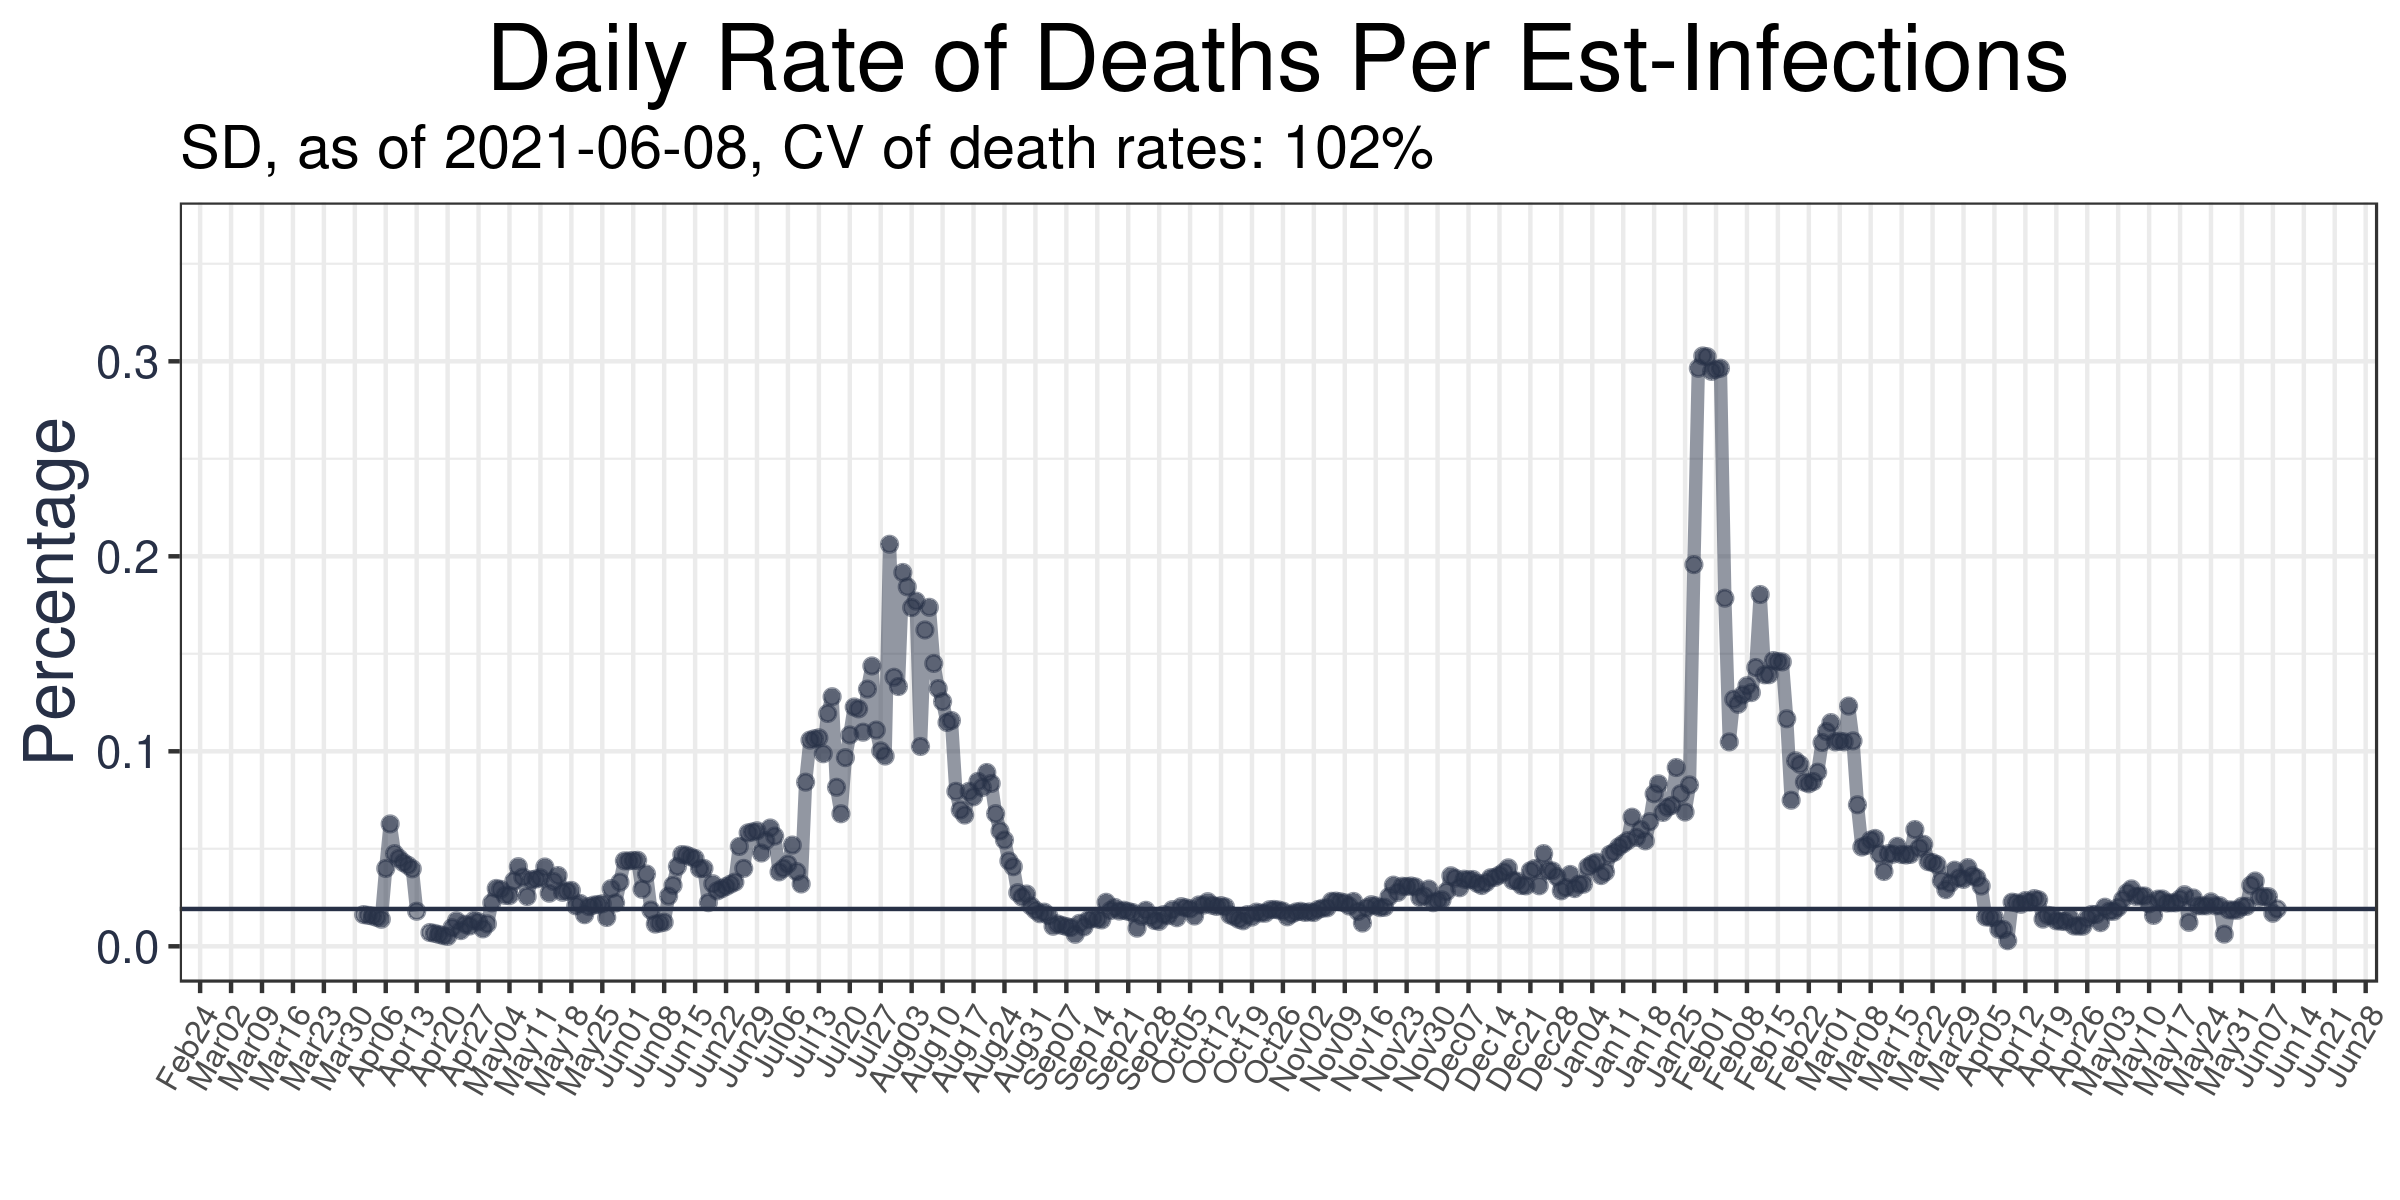 Daily Rate of Deaths Per Est-Infections
SD, as of 2021-06-08, CV of death rates: 102%
Percentage
0.3
0.2
0.1
0.0
Feb24
Mar02
Mar09
Mar16
Mar23
Mar30
Apr06
Apr13
Apr20
Apr27
May04
May11
May18
May25
Jun01
Jun08
Jun15
Jun22
Jun29
Jul06
Jul13
Jul20
Jul27
Aug03
Aug10
Aug17
Aug24
Aug31
Sep07
Sep14
Sep21
Sep28
Oct05
Oct12
Oct19
Oct26
Nov02
Nov09
Nov16
Nov23
Nov30
Dec07
Dec14
Dec21
Dec28
Jan04
Jan11
Jan18
Jan25
Feb01
Feb08
Feb15
Feb22
Mar01
Mar08
Mar15
Mar22
Mar29
Apr05
Apr12
Apr19
Apr26
May03
May10
May17
May24
May31
Jun07
Jun14
Jun21
Jun28